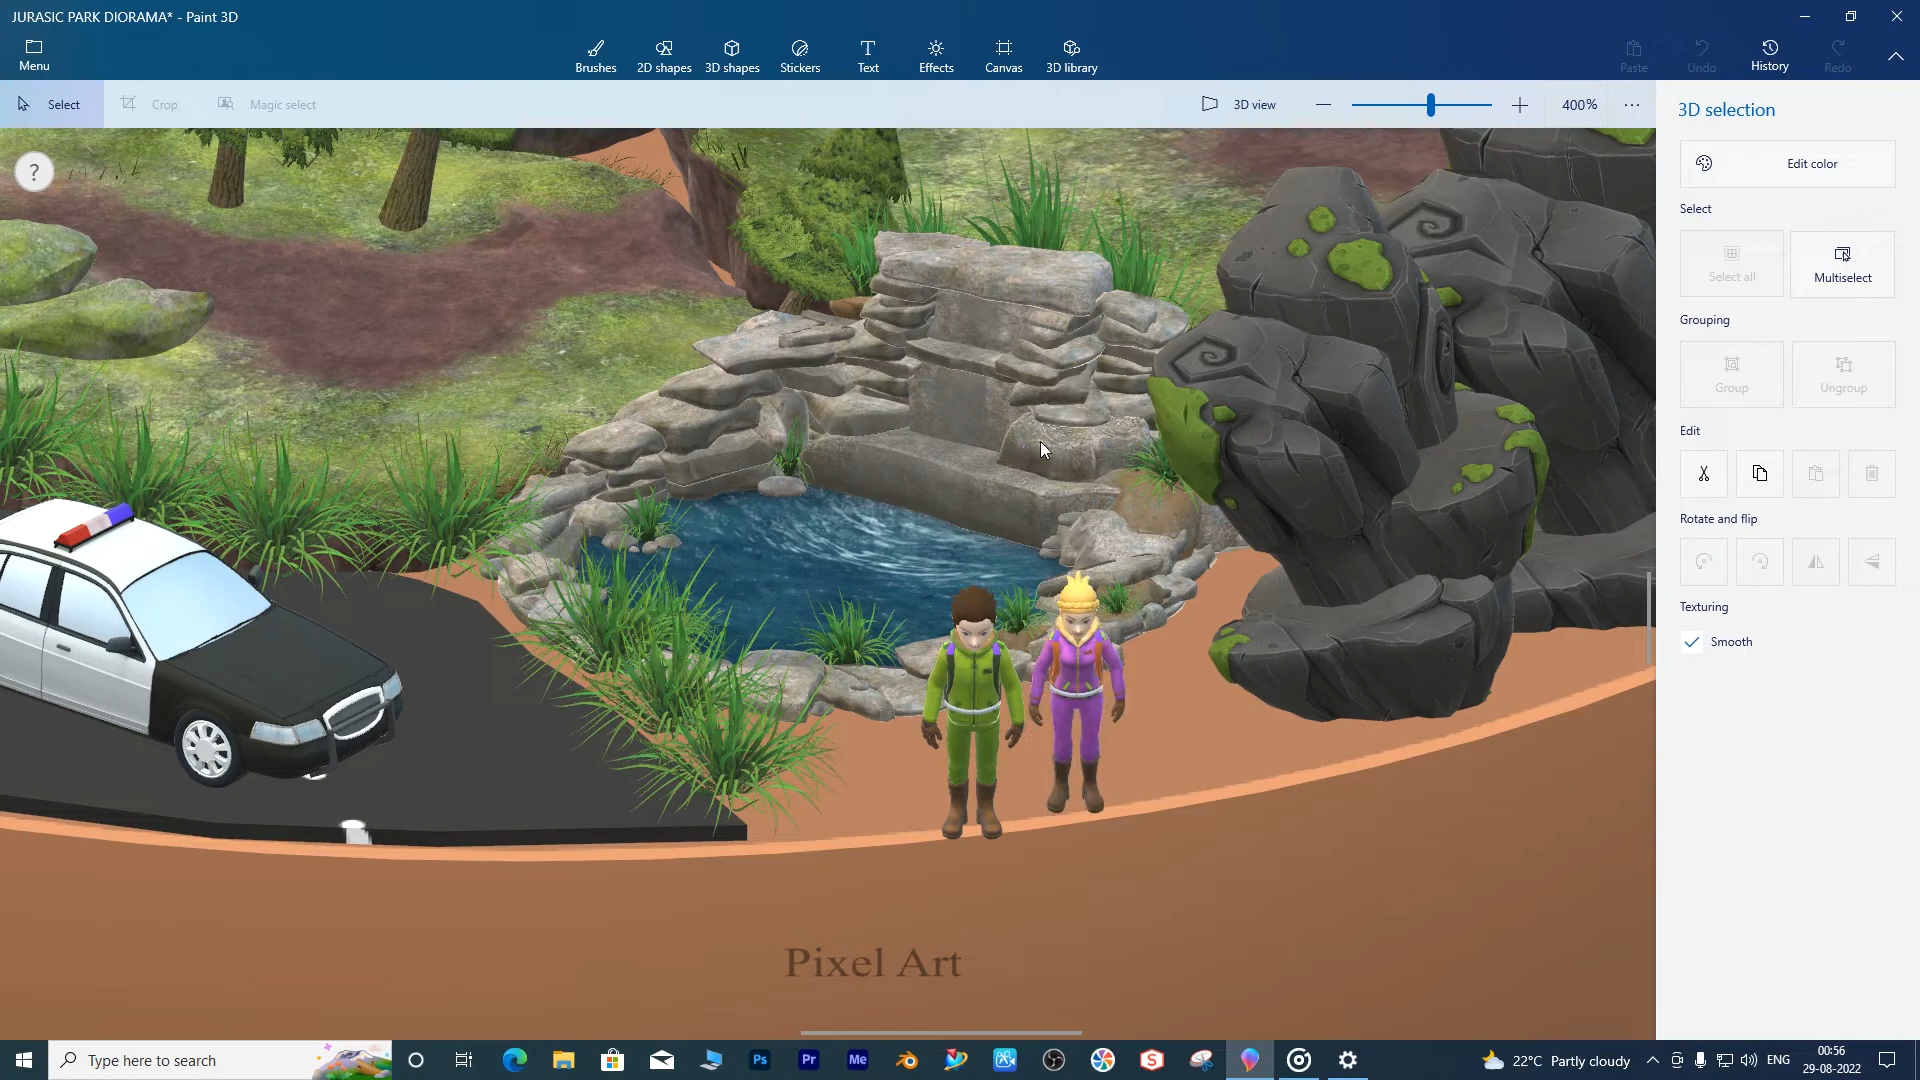 JURASIC PARK DIORAMA* - Paint 3D
Menu
Brushes
2D shapes
3D shapes
Stickers
Text
Effects
Canvas
3D library
Paste
Undo
History
Redo
Select
Crop
Magic select
3D view
400%
3D selection
?
Edit color
Select
Select all
Multiselect
Grouping
Group
Ungroup
Edit
Rotate and flip
Texturing
Smooth
Pixel Art
Type here to search
Ps
Pr
Me
S
22°C Partly cloudy
ENG
00:56
29-08-2022